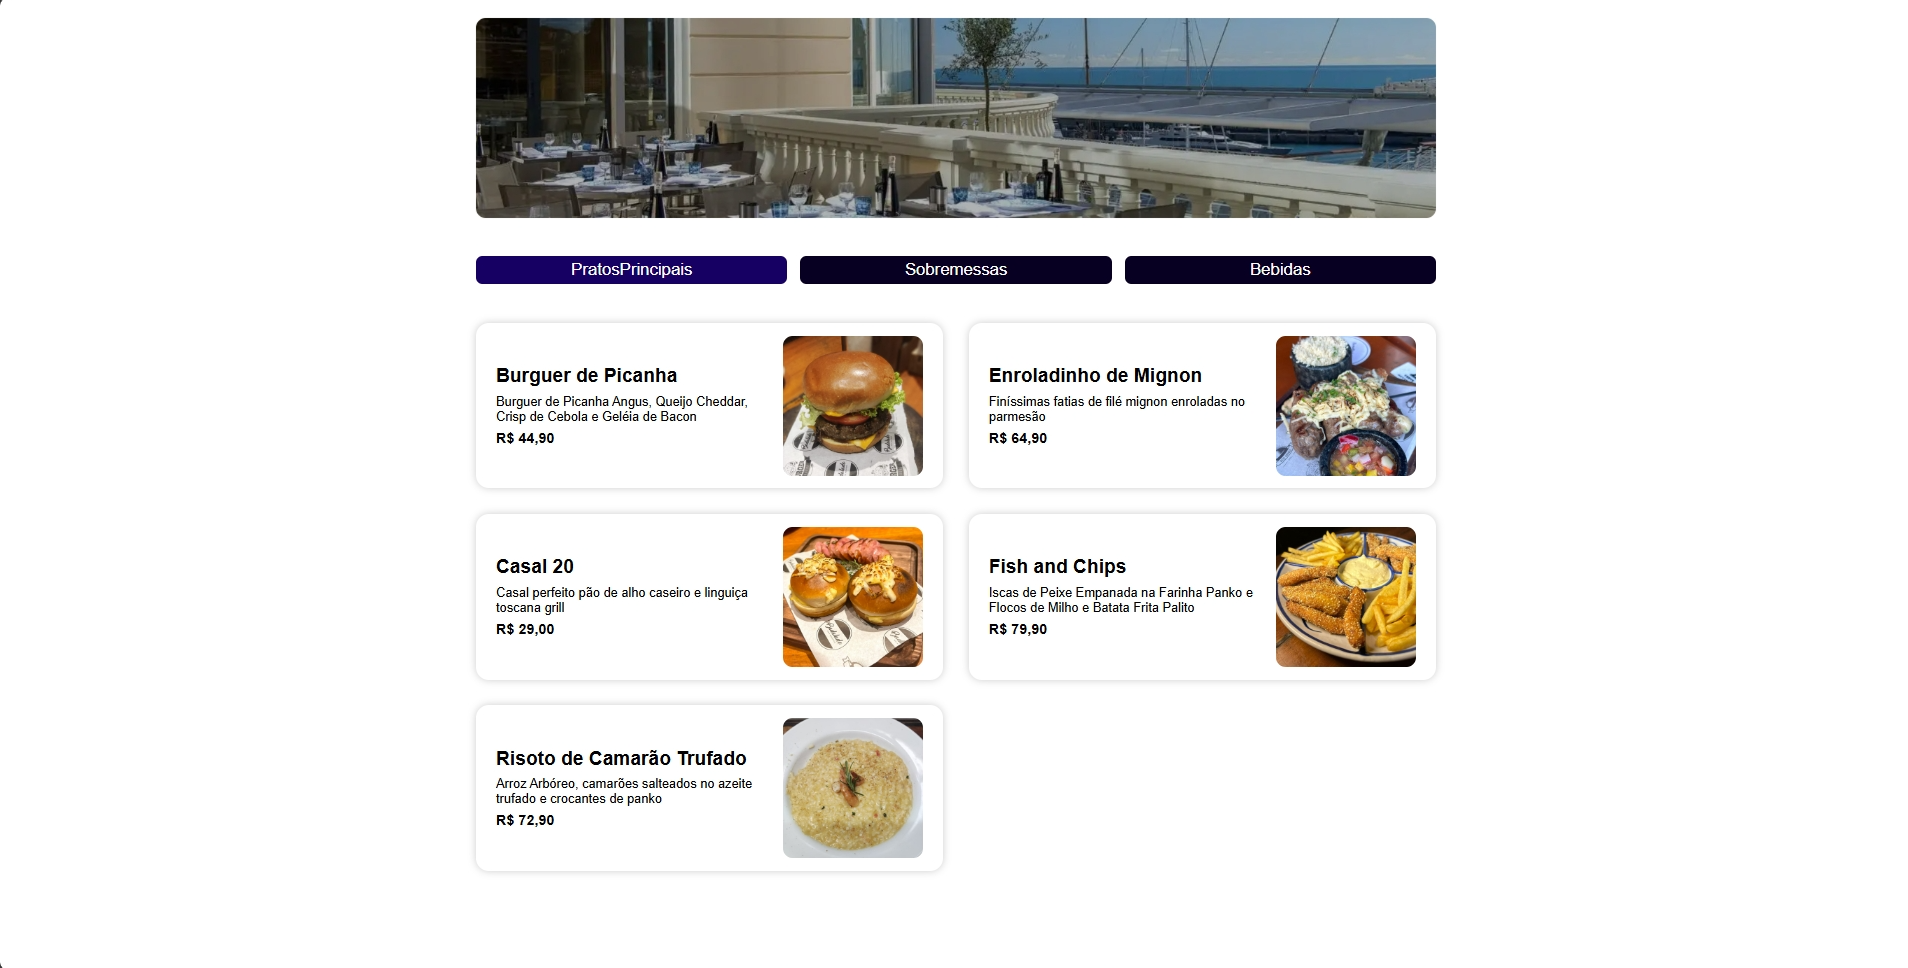 PratosPrincipais
Sobremessas
Bebidas
Burguer de Picanha
Burguer de Picanha Angus, Queijo Cheddar,
Crisp de Cebola e Geléia de Bacon
R$ 44,90
Enroladinho de Mignon
Finíssimas fatias de filé mignon enroladas no
parmesão
R$ 64,90
Casal 20
Casal perfeito pão de alho caseiro e linguiça
toscana grill
R$ 29,00
Fish and Chips
Iscas de Peixe Empanada na Farinha Panko e
Flocos de Milho e Batata Frita Palito
R$ 79,90
Risoto de Camarão Trufado
Arroz Arbóreo, camarões salteados no azeite
trufado e crocantes de panko
R$ 72,90